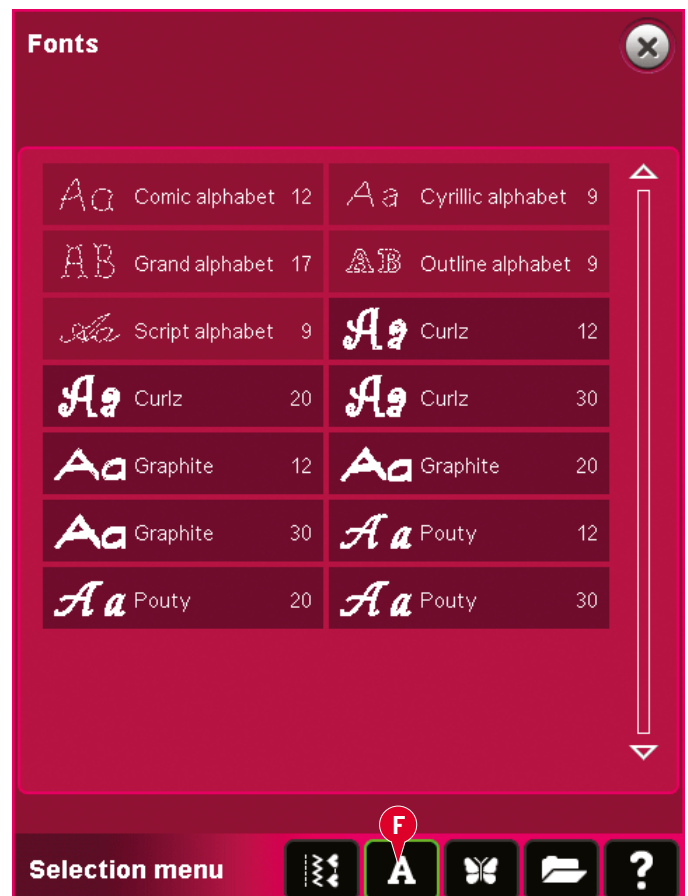 Fonts
Aa Comic alphabet 12 Aa Cyrillic alphabet 9
AB Grand alphabet 17 AB Outline alphabet 9
ab Script alphabet 9 Aa Curlz 12
Aa Curlz 20 Aa Curlz 30
Aa Graphite 12 Aa Graphite 20
Aa Graphite 30 Aa Pouty 12
Aa Pouty 20 Aa Pouty 30
F
Selection menu A ?